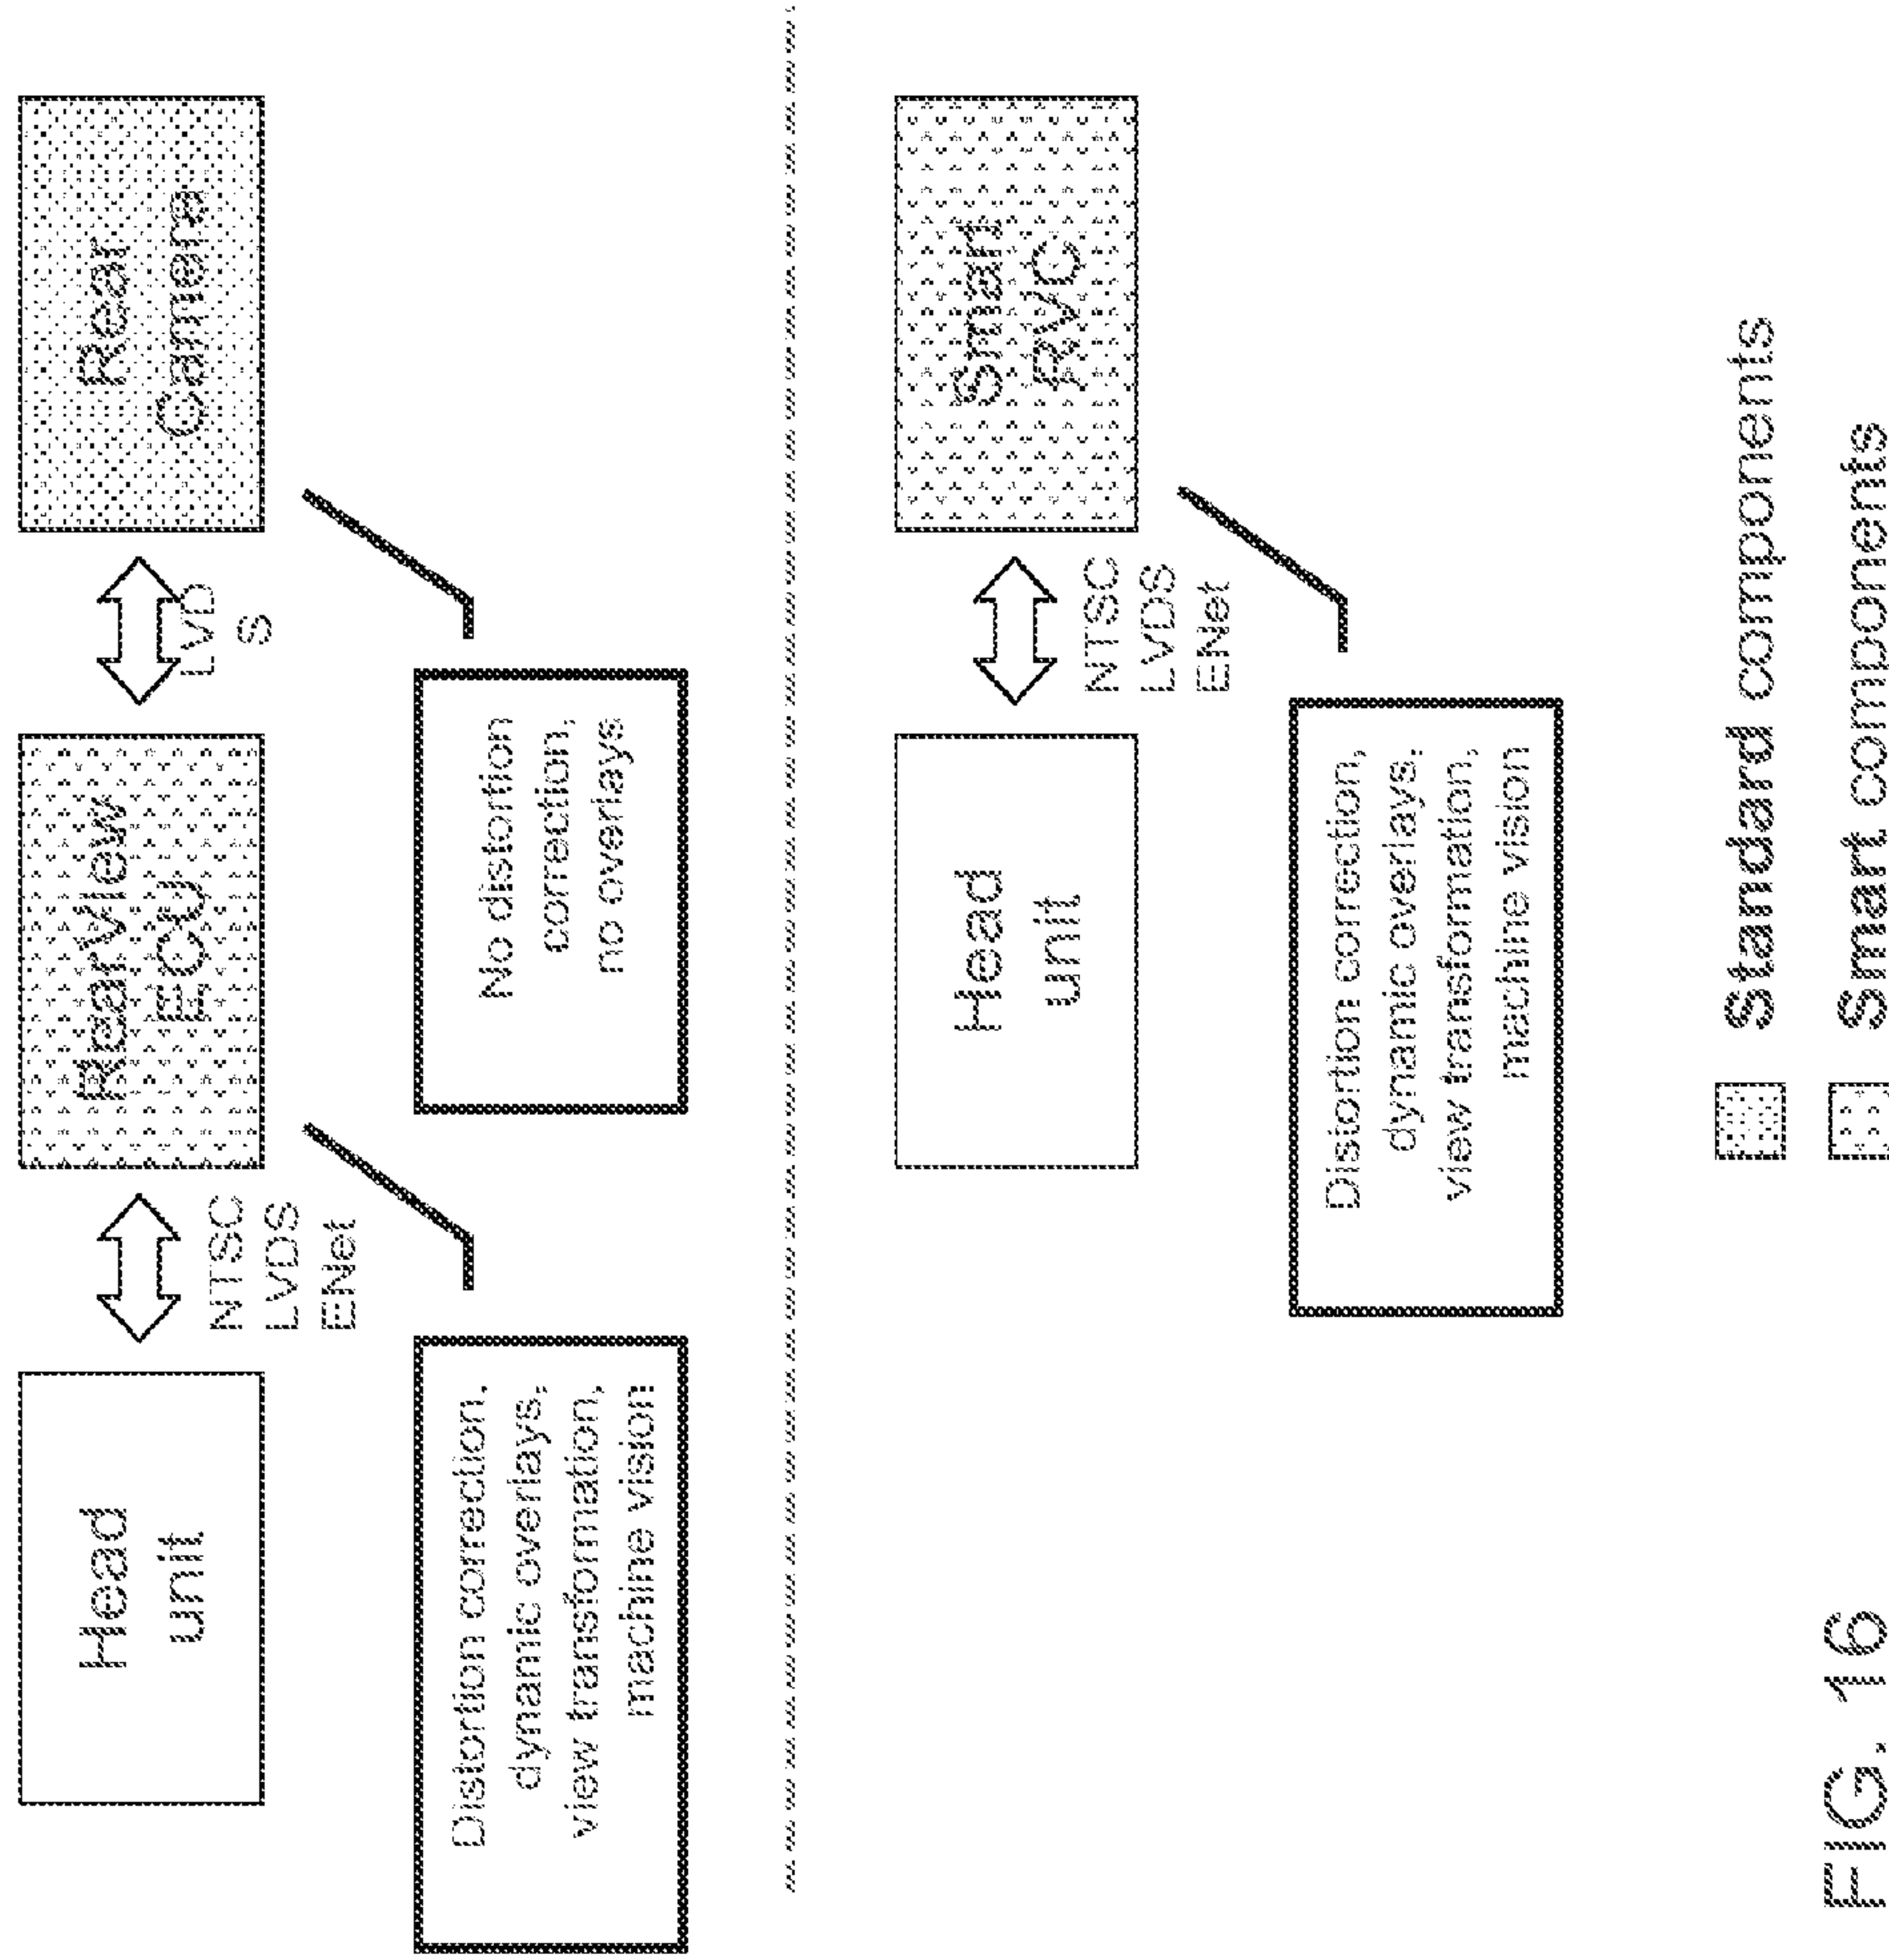 Head
unit
NTSC
LVDS
ENet
RearView
ECU
LVD
S
Rear
Camera
Distortion correction,
dynamic overlays,
view transformation,
machine vision
No distortion
correction,
no overlays
Head
unit
NTSC
LVDS
ENet
Smart
RVC
Distortion correction,
dynamic overlays,
view transformation,
machine vision
Standard components
Smart components
FIG. 16